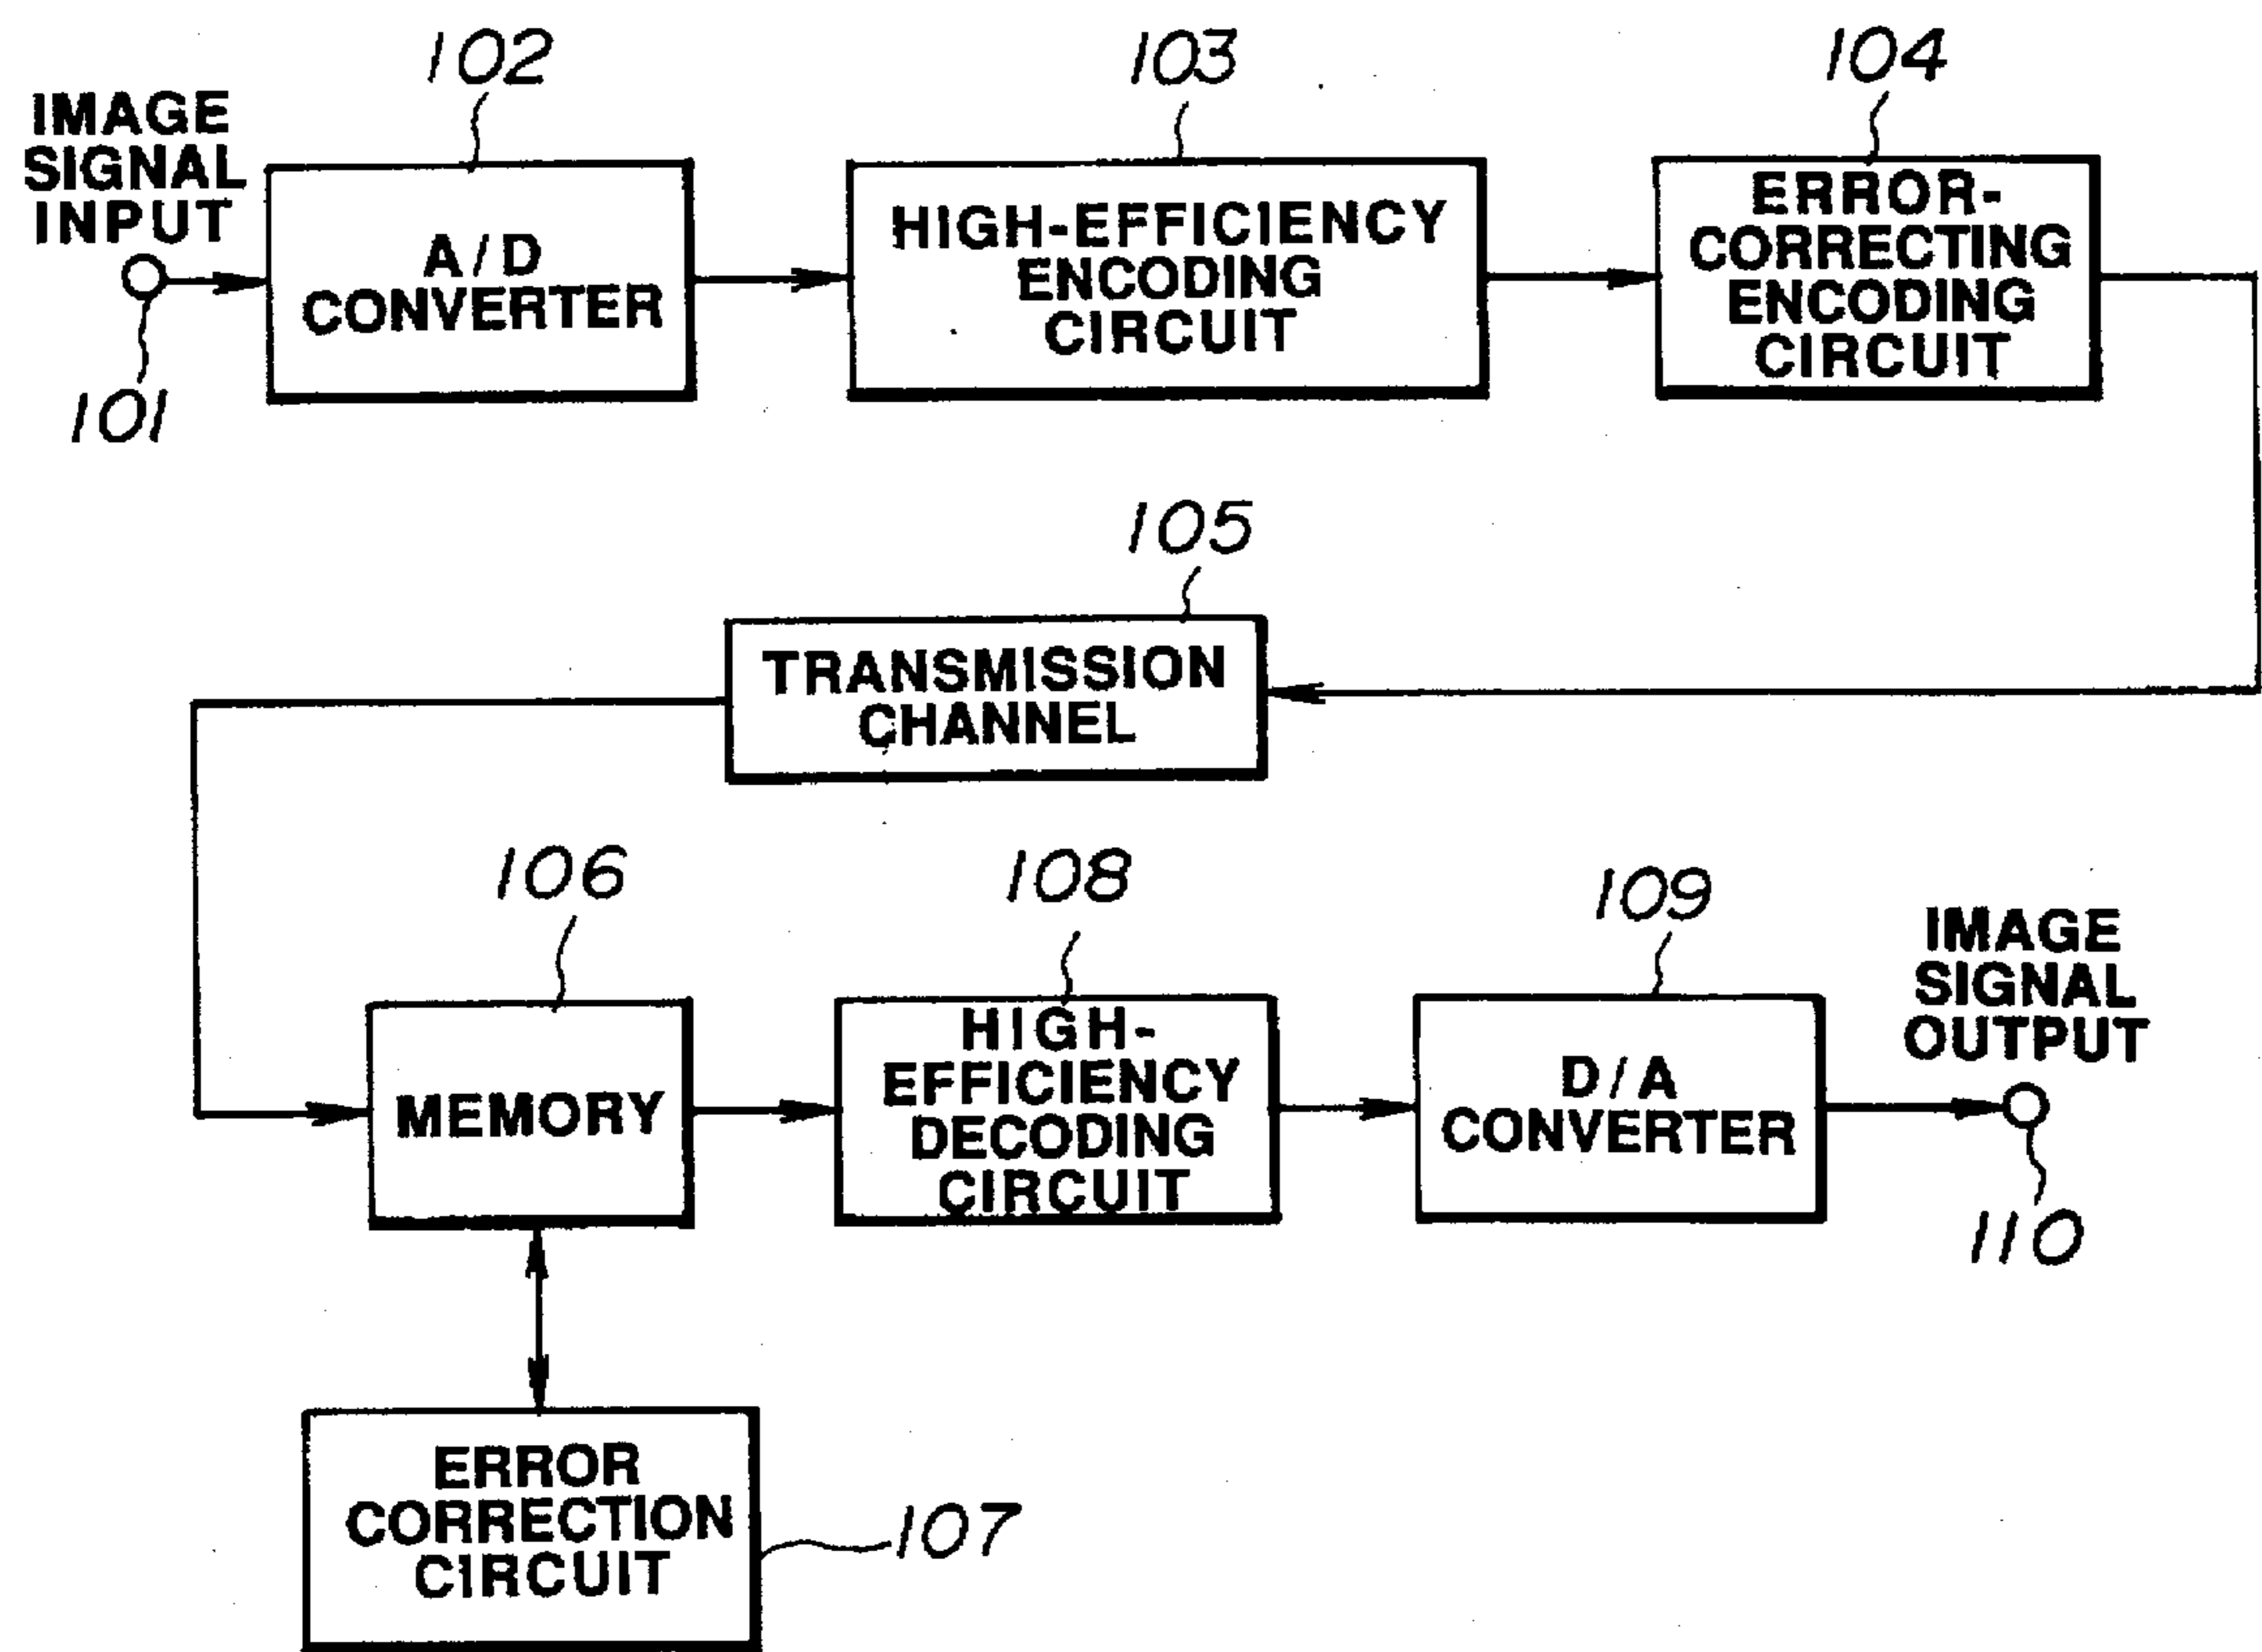 102
103
104
IMAGE
SIGNAL
INPUT
A/D
CONVERTER
HIGH-EFFICIENCY
ENCODING
CIRCUIT
ERROR-
CORRECTING
ENCODING
CIRCUIT
101
105
TRANSMISSION
CHANNEL
106
108
109
MEMORY
HIGH-
EFFICIENCY
DECODING
CIRCUIT
D/A
CONVERTER
IMAGE
SIGNAL
OUTPUT
110
ERROR
CORRECTION
CIRCUIT
107